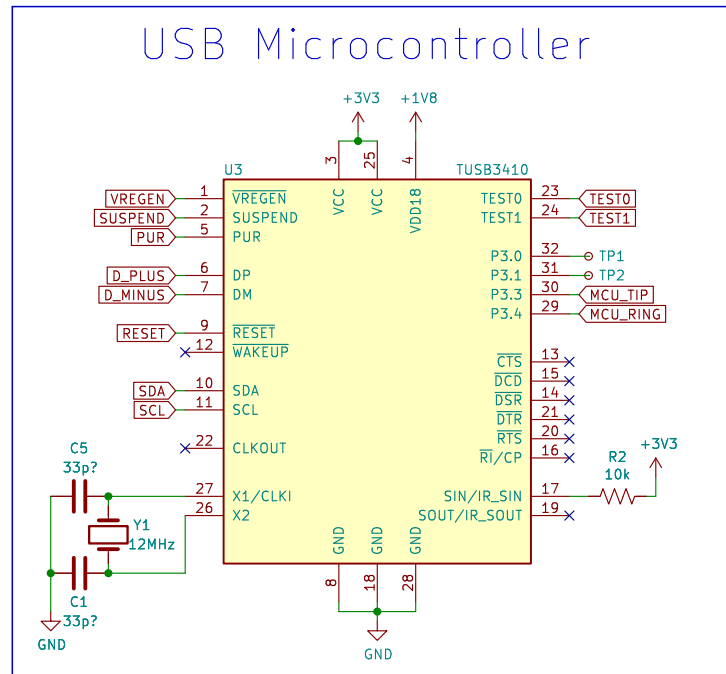 USB Microcontroller
+3V3
+1V8
U3
TUSB3410
3
25
4
VCC
VCC
VDD18
VREGEN 1 VREGEN
SUSPEND 2 SUSPEND
PUR 5 PUR
D_PLUS 6 DP
D_MINUS 7 DM
RESET 9 RESET
12 WAKEUP
SDA 10 SDA
SCL 11 SCL
22 CLKOUT
27 X1/CLKI
26 X2
TEST0 23 TEST0
TEST1 24 TEST1
P3.0 32 TP1
P3.1 31 TP2
P3.3 30 MCU_TIP
P3.4 29 MCU_RING
CTS 13
DCD 15
DSR 14
DTR 21
RTS 20
RI/CP 16
SIN/IR_SIN 17
SOUT/IR_SOUT 19
R2
10k
+3V3
C5
33p?
Y1
12MHz
C1
33p?
GND
GND
GND
GND
8
18
28
GND